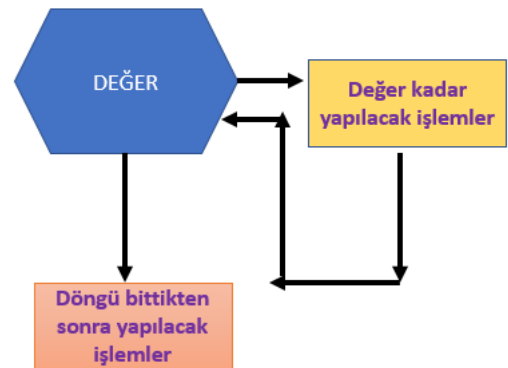 DEĞER
Değer kadar
yapılacak işlemler
Döngü bittikten
sonra yapılacak
işlemler